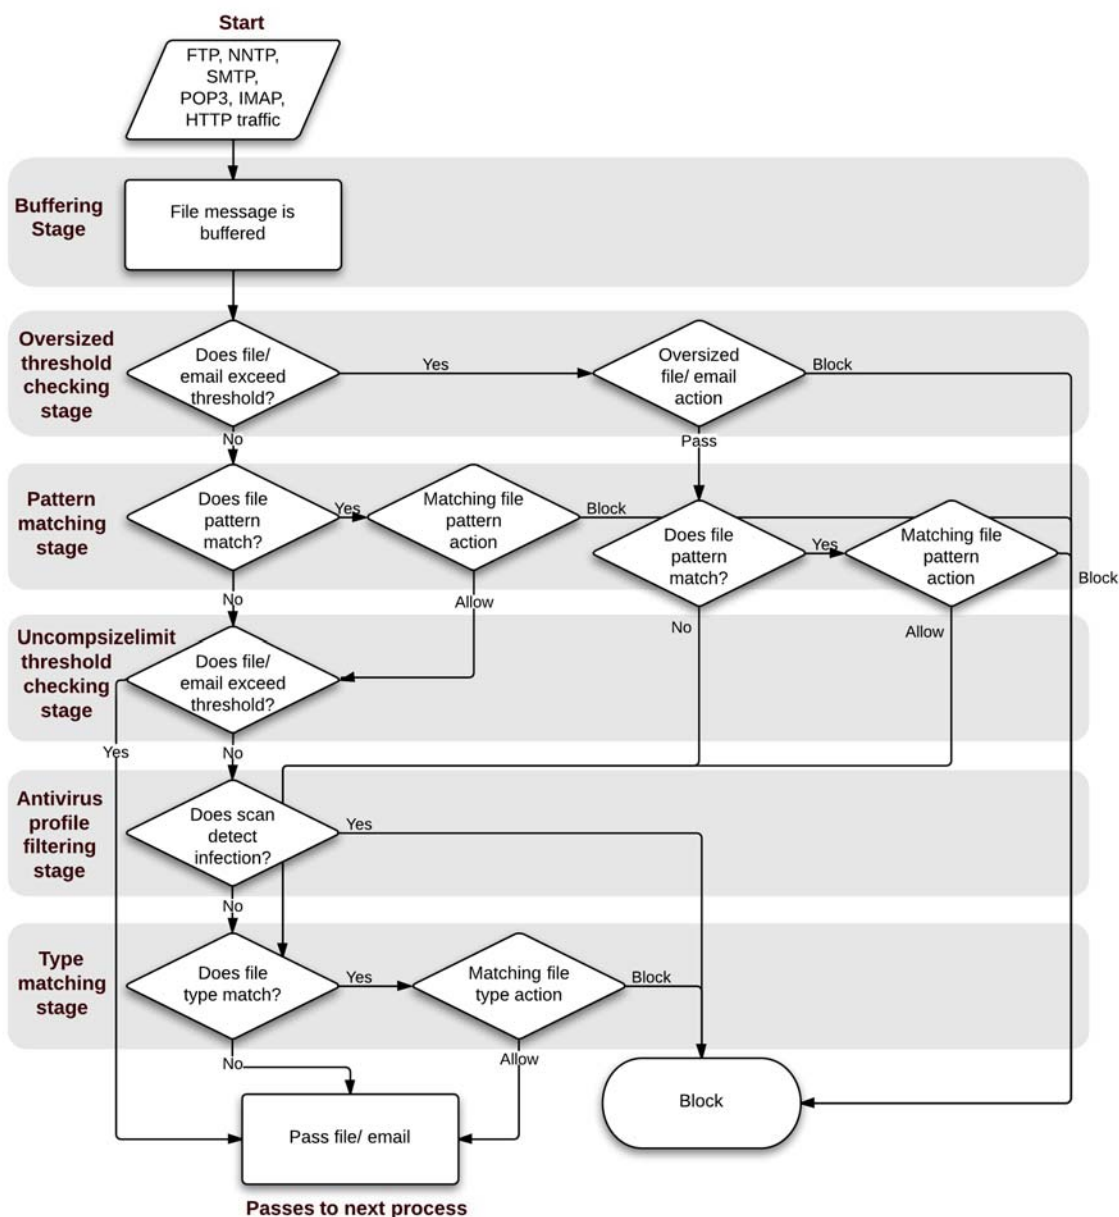 Start
FTP, NNTP,
SMTP,
POP3, IMAP,
HTTP traffic
Buffering
Stage
File message is
buffered
Oversized
threshold
checking
stage
Does file/
email exceed
threshold?
Yes
Oversized
file/ email
action
Block
No
Pass
Pattern
matching
stage
Does file
pattern
match?
Yes
Matching file
pattern
action
Block
Does file
pattern
match?
Yes
Matching file
pattern
action
Block
No
Allow
No
Allow
Uncompsizelimit
threshold
checking
stage
Does file/
email exceed
threshold?
Yes
No
Antivirus
profile
filtering
stage
Does scan
detect
infection?
Yes
No
Type
matching
stage
Does file
type match?
Yes
Matching file
type action
Block
No
Allow
Pass file/ email
Block
Passes to next process